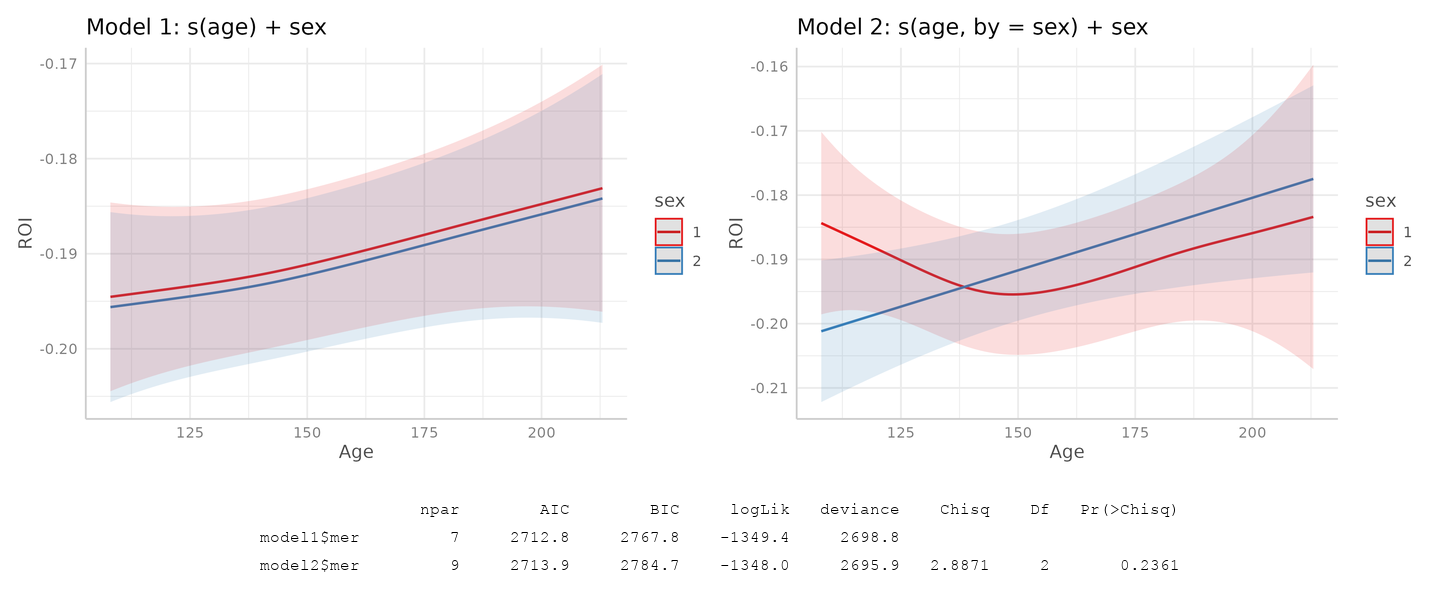 Model 1: s(age) + sex
-0.17
-0.18
-0.19
-0.20
ROI
125 150 175 200
Age
sex
1
2
Model 2: s(age, by = sex) + sex
-0.16
-0.17
-0.18
-0.19
-0.20
-0.21
ROI
125 150 175 200
Age
sex
1
2
npar AIC BIC logLik deviance Chisq Df Pr(>Chisq)
model1$mer 7 2712.8 2767.8 -1349.4 2698.8
model2$mer 9 2713.9 2784.7 -1348.0 2695.9 2.8871 2 0.2361